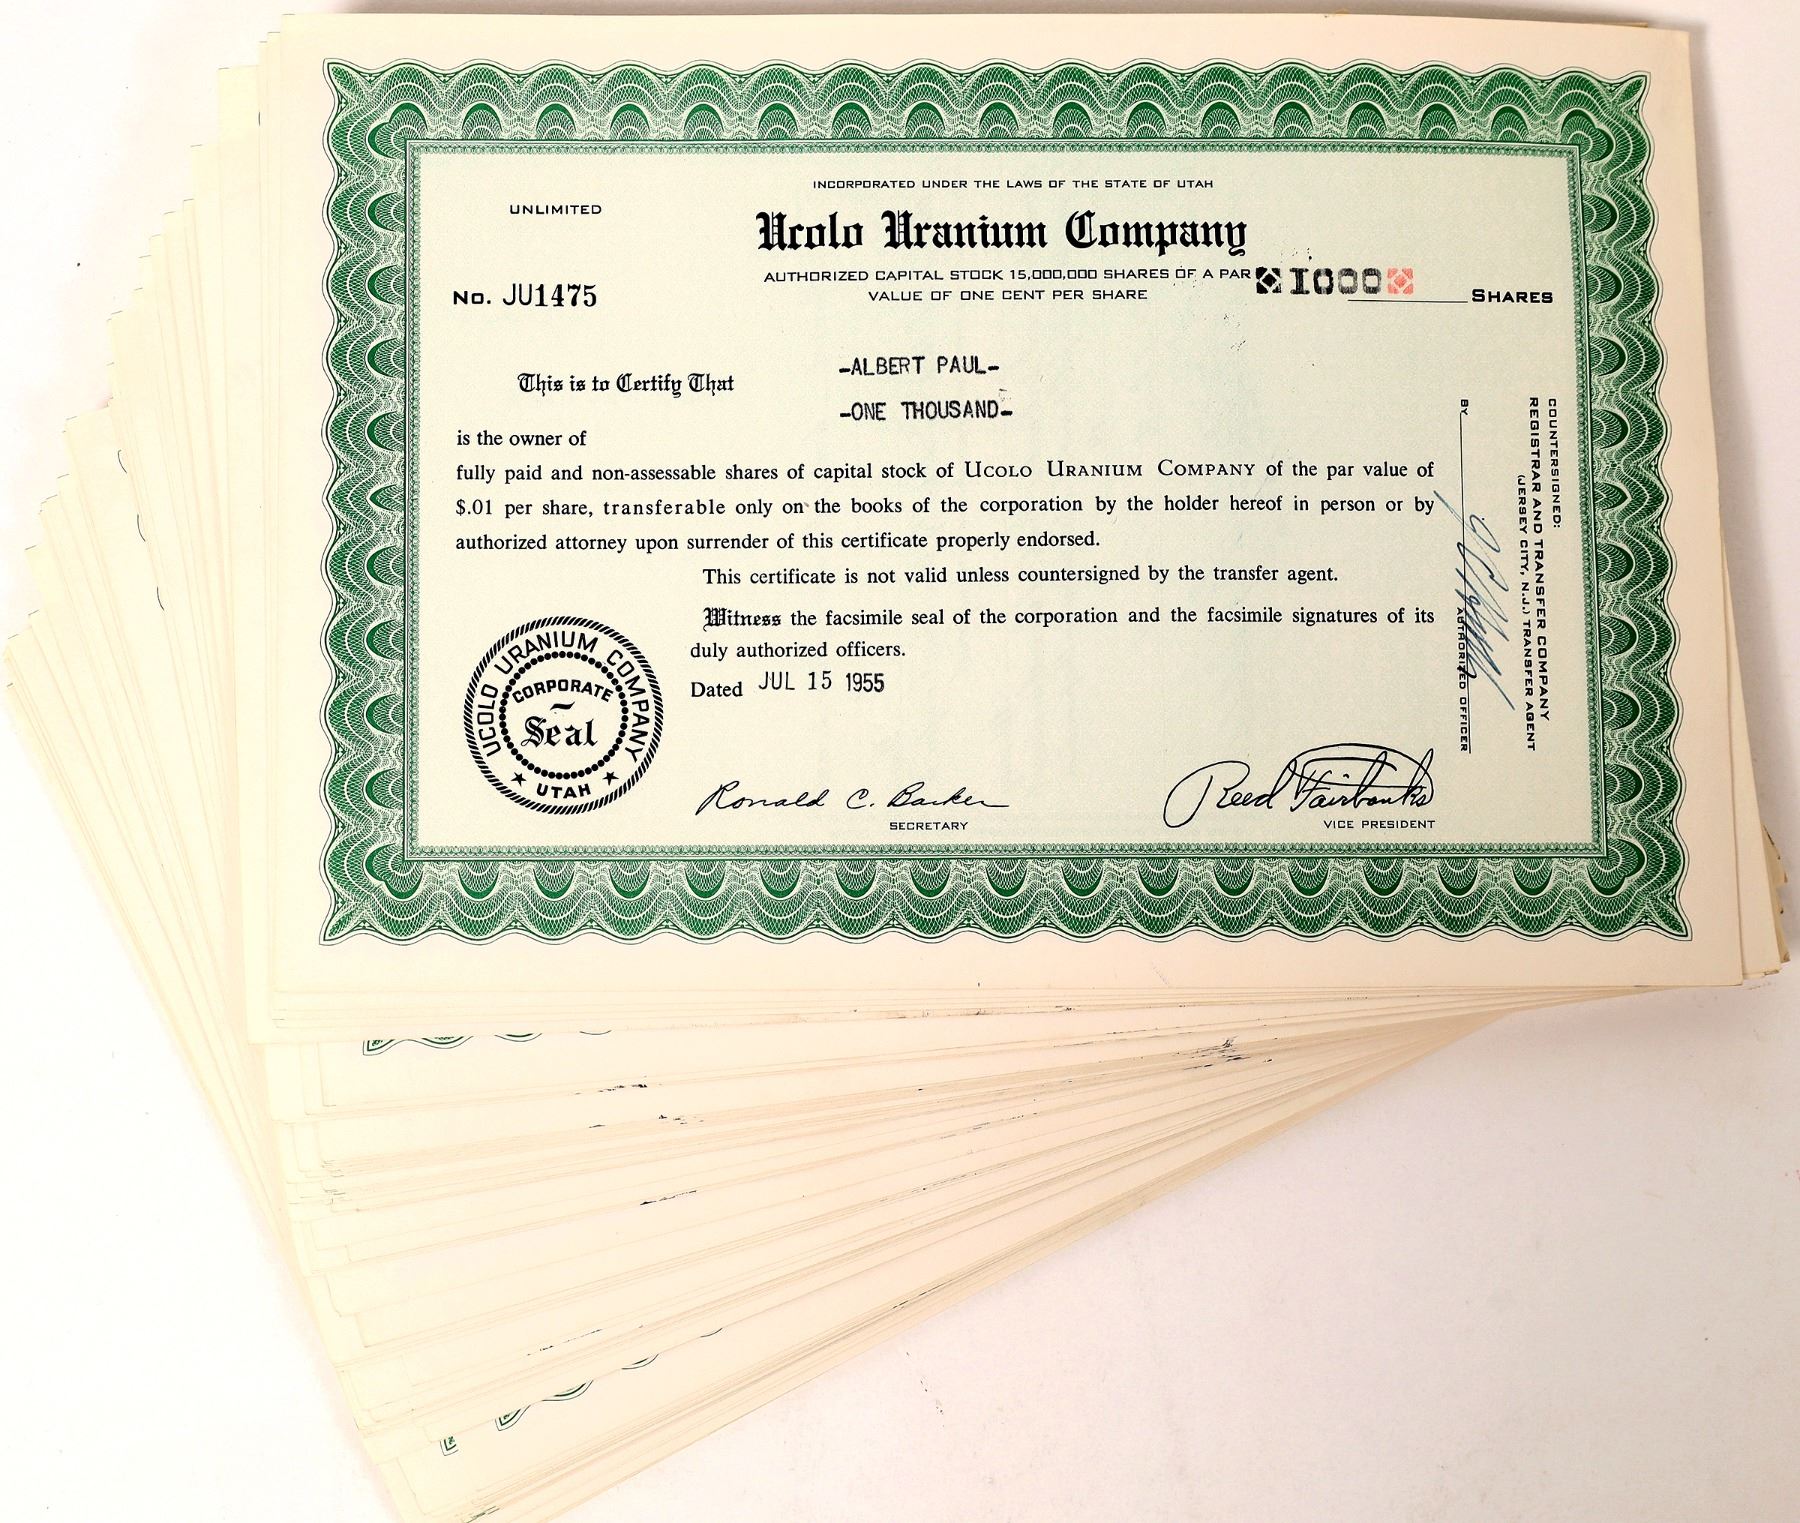 INCORPORATED UNDER THE LAWS OF THE STATE OF UTAH
UNLIMITED
Ucolo Uranium Company
AUTHORIZED CAPITAL STOCK 15,000,000 SHARES OF A PAR
VALUE OF ONE CENT PER SHARE
1000 SHARES
No. JU1475
-ALBERT PAUL-
This is to Certify That
-ONE THOUSAND-
is the owner of
fully paid and non-assessable shares of capital stock of UCOLO URANIUM COMPANY of the par value of
$.01 per share, transferable only on the books of the corporation by the holder hereof in person or by
authorized attorney upon surrender of this certificate properly endorsed.
This certificate is not valid unless countersigned by the transfer agent.
Witness the facsimile seal of the corporation and the facsimile signatures of its
duly authorized officers.
Dated JUL 15 1955
UCOLO URANIUM COMPANY
CORPORATE
Seal
UTAH
Ronald C. Barker
SECRETARY
Reed Fairbanks
VICE PRESIDENT
COUNTERSIGNED:
REGISTRAR AND TRANSFER COMPANY
(JERSEY CITY, N.J.) TRANSFER AGENT
BY
AUTHORIZED OFFICER